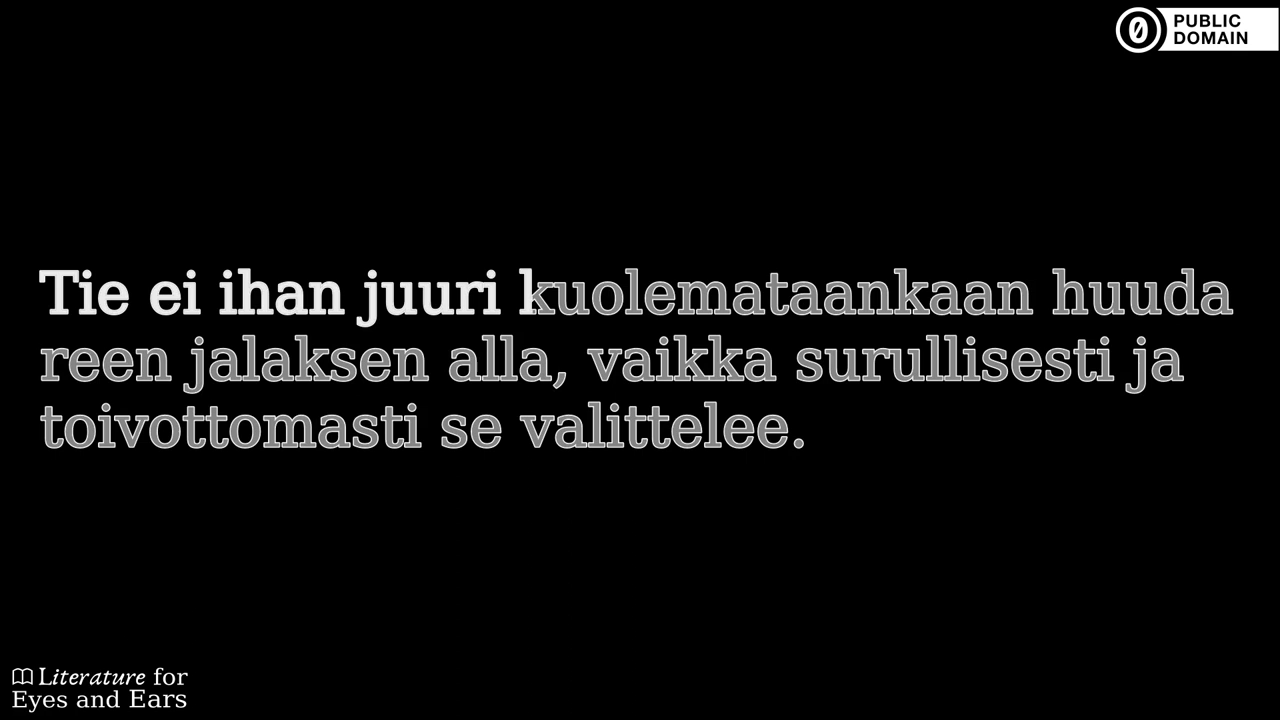 PUBLIC
DOMAIN
Tie ei ihan juuri kuolemataankaan huuda
reen jalaksen alla, vaikka surullisesti ja
toivottomasti se valittelee.
Literature for
Eyes and Ears